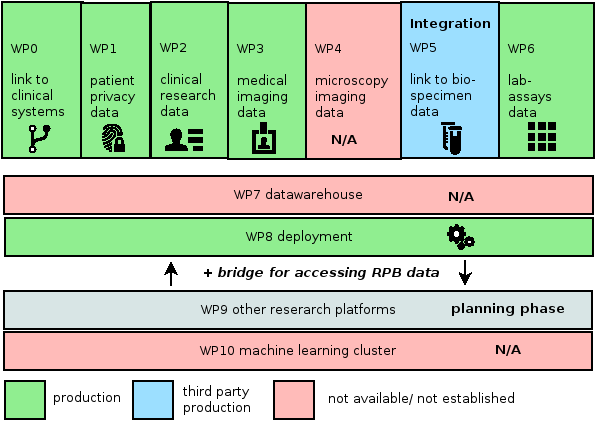 WP0
link to
clinical
systems
WP1
patient
privacy
data
WP2
clinical
research
data
WP3
medical
imaging
data
WP4
microscopy
imaging
data
N/A
Integration
WP5
link to bio-
specimen
data
WP6
lab-
assays
data
WP7 datawarehouse N/A
WP8 deployment
+ bridge for accessing RPB data
WP9 other reserarch platforms planning phase
WP10 machine learning cluster N/A
production
third party
production
not available/ not established